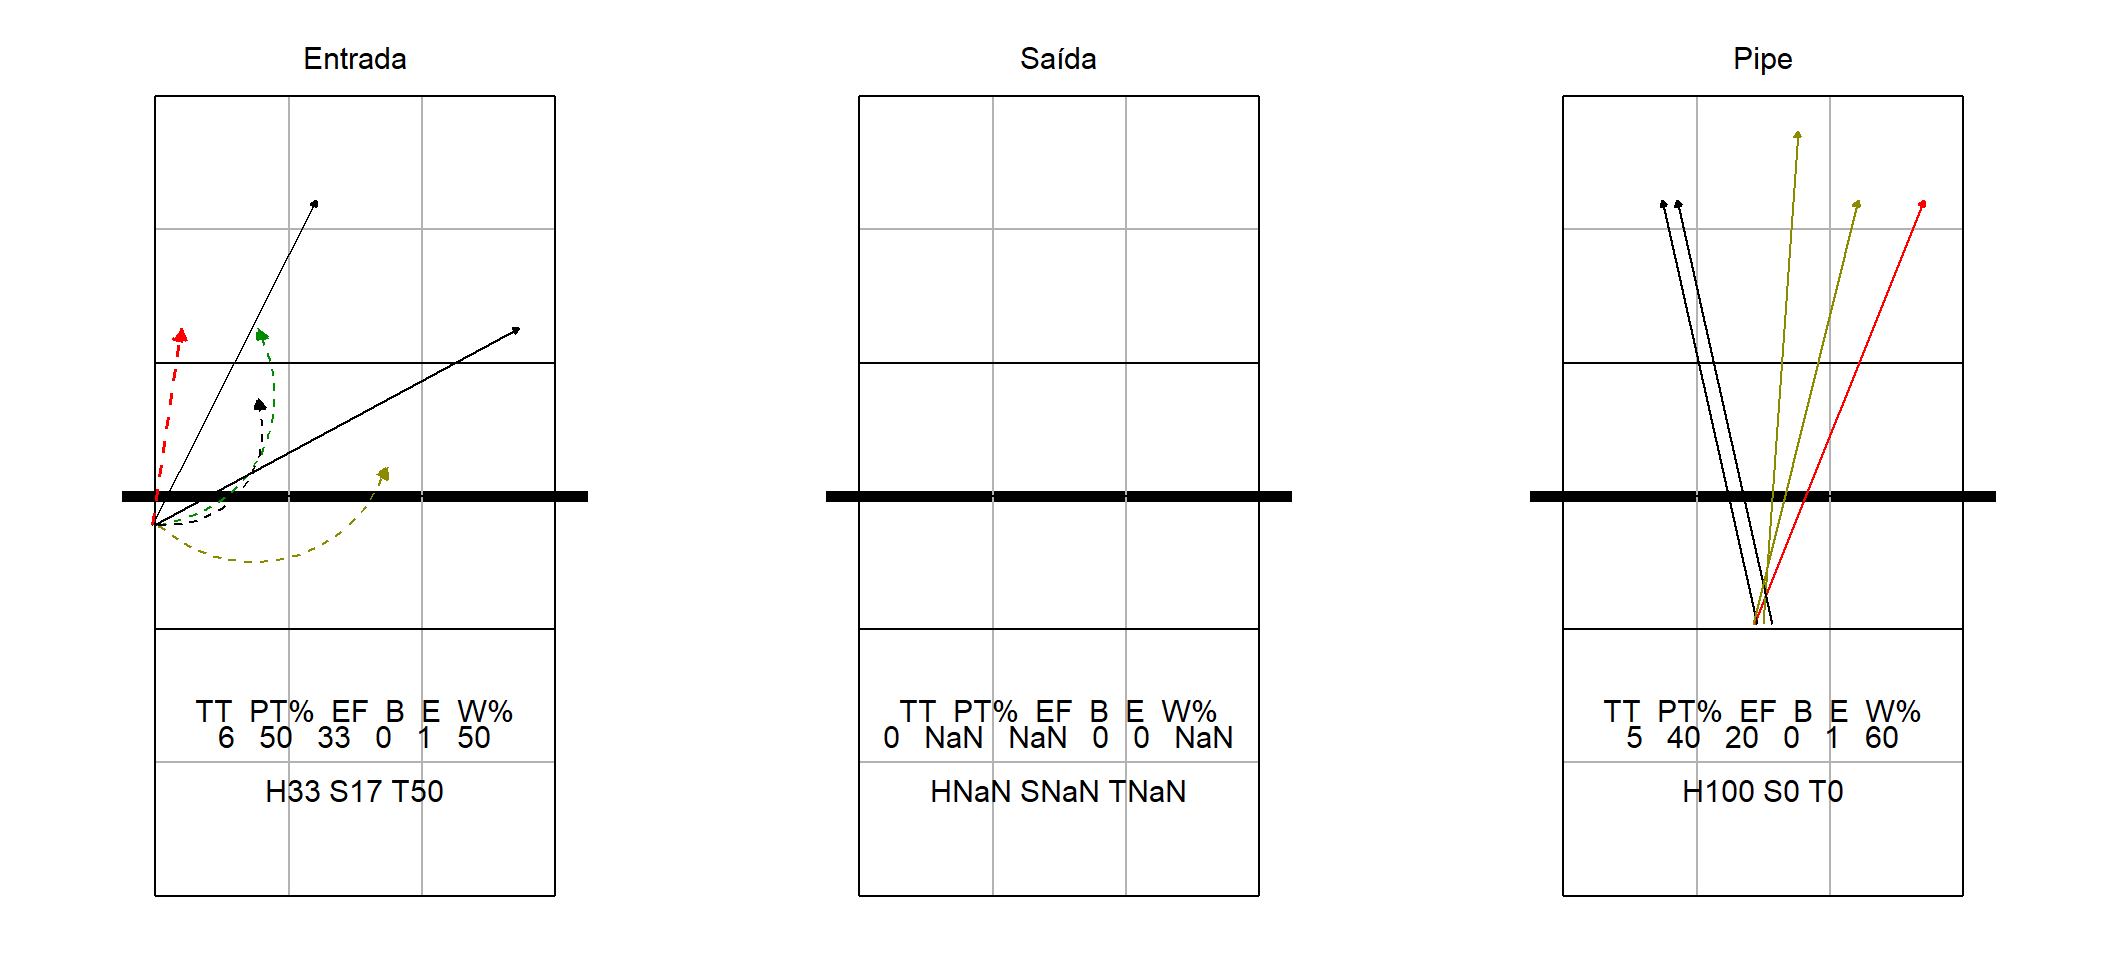 Entrada
TT PT% EF B E W%
6 50 33 0 1 50
H33 S17 T50
Saída
TT PT% EF B E W%
0 NaN NaN 0 0 NaN
HNaN SNaN TNaN
Pipe
TT PT% EF B E W%
5 40 20 0 1 60
H100 S0 T0